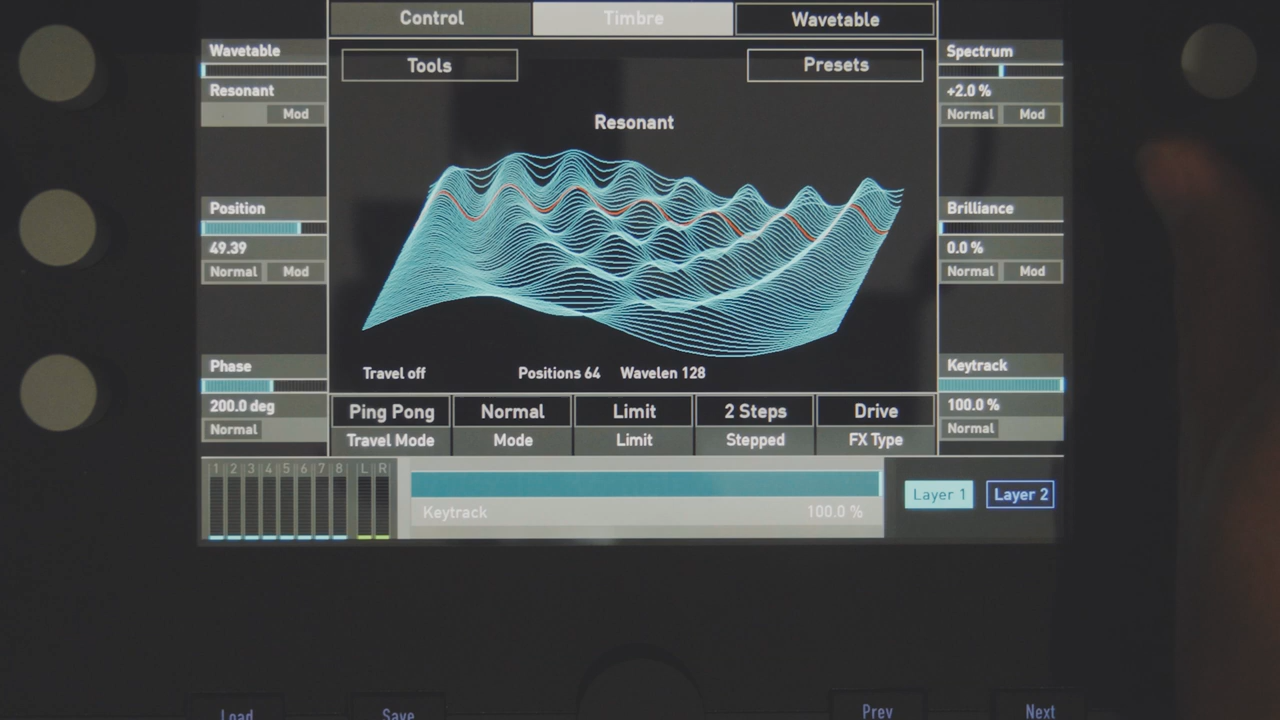 Control
Timbre
Wavetable
Wavetable
Resonant
Mod
Position
49.39
Normal Mod
Phase
200.0 deg
Normal
Tools
Presets
Resonant
Travel off
Positions 64 Wavelen 128
Ping Pong Normal Limit 2 Steps Drive
Travel Mode Mode Limit Stepped FX Type
Spectrum
+2.0 %
Normal Mod
Brilliance
0.0 %
Normal Mod
Keytrack
100.0 %
Normal
1 2 3 4 5 6 7 8 L R
Keytrack 100.0 %
Layer 1 Layer 2
Load Save Prev Next